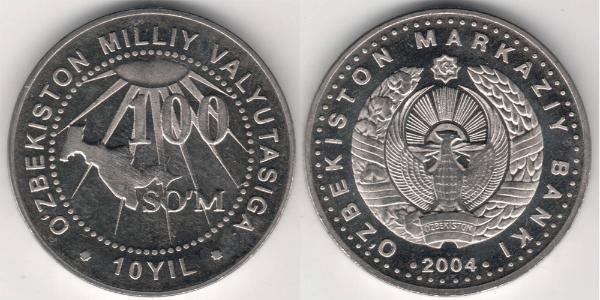 O'ZBEKISTON MILLIY VALYUTASIGA
100
SO'M
10 YIL
O'ZBEKISTON MARKAZIY BANKI
O'ZBEKISTON
2004